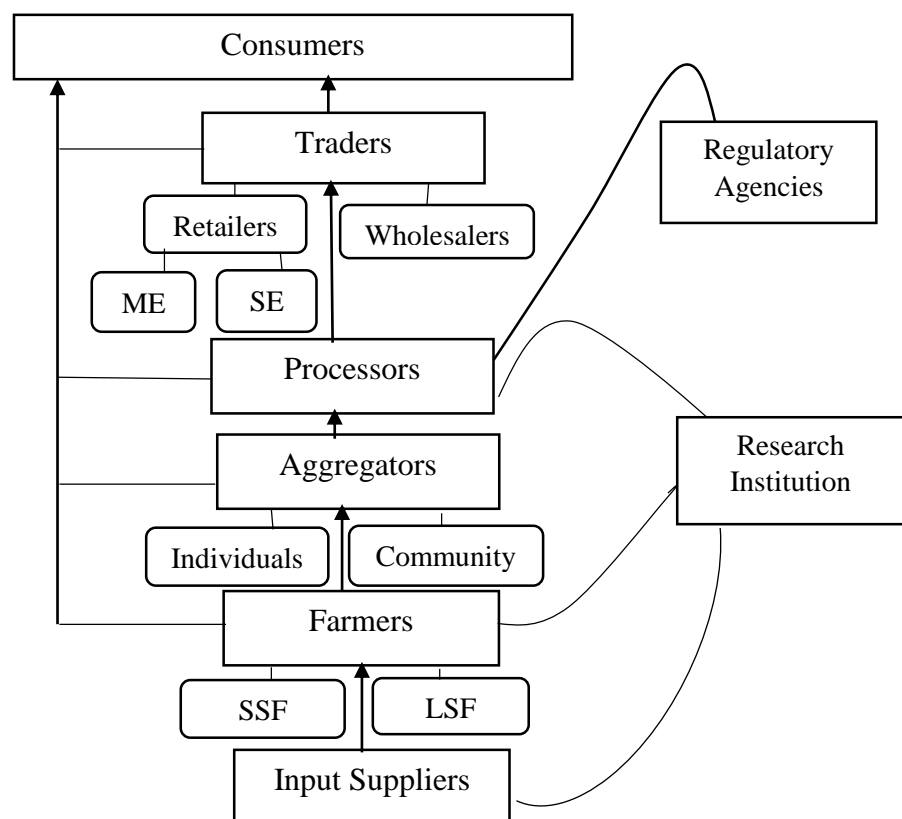 Consumers
Traders
Regulatory
Agencies
Retailers
Wholesalers
ME
SE
Processors
Aggregators
Research
Institution
Individuals
Community
Farmers
SSF
LSF
Input Suppliers